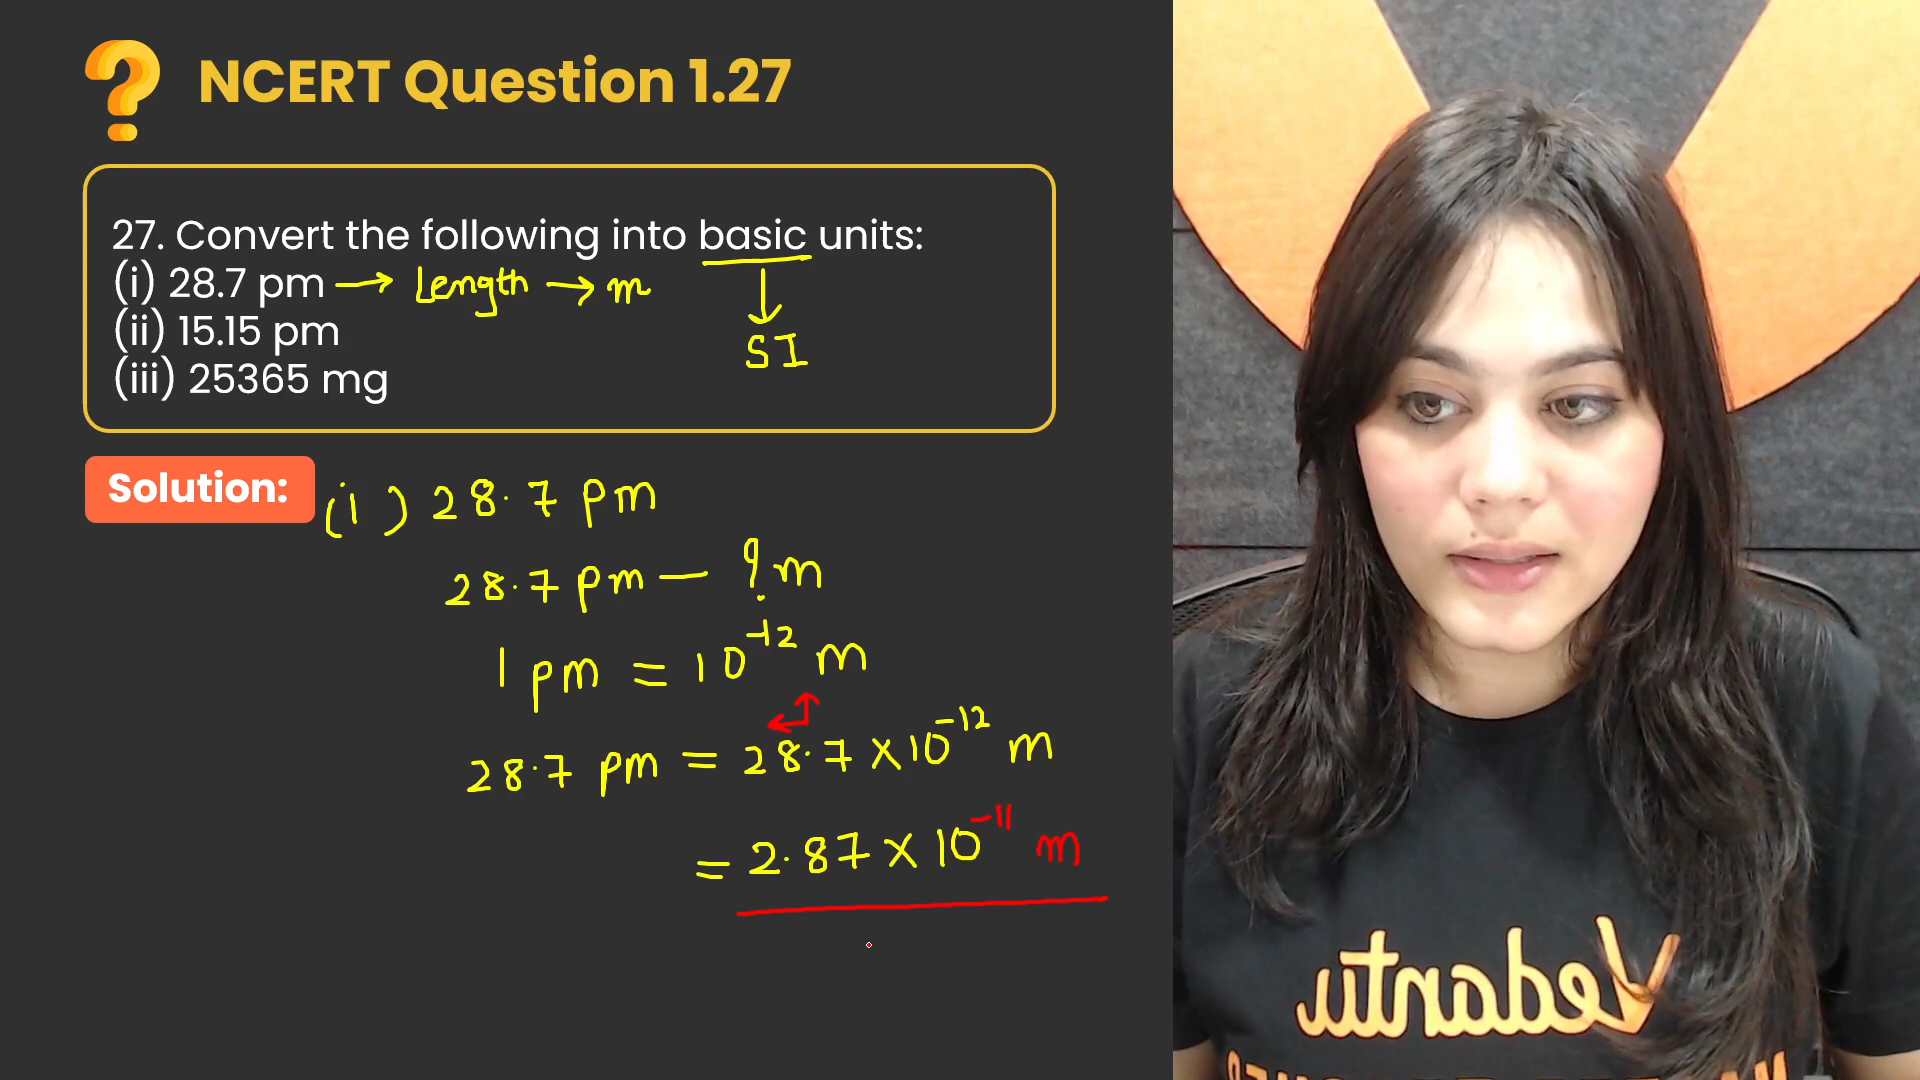 NCERT Question 1.27
27. Convert the following into basic units:
(i) 28.7 pm → Length → m
↓
SI
(ii) 15.15 pm
(iii) 25365 mg
Solution: (i) 28.7 pm
28.7 pm — ? m
1 pm = 10⁻¹² m
28.7 pm = 28.7 × 10⁻¹² m
= 2.87 × 10⁻¹¹ m
Vedantu